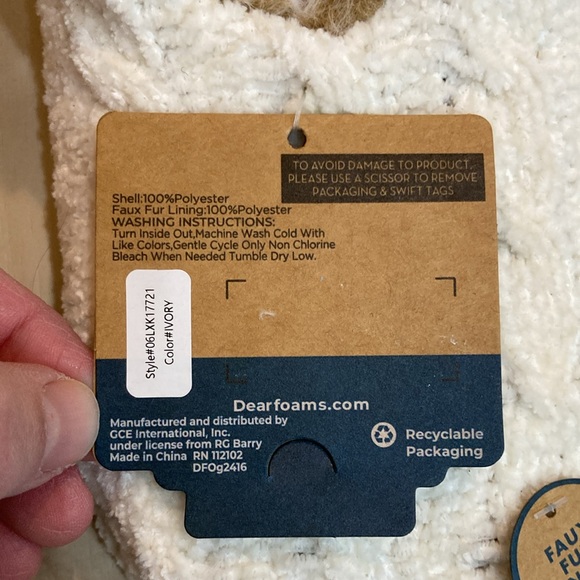 TO AVOID DAMAGE TO PRODUCT,
PLEASE USE A SCISSOR TO REMOVE
PACKAGING & SWIFT TAGS
Shell:100%Polyester
Faux Fur Lining:100%Polyester
WASHING INSTRUCTIONS:
Turn Inside Out,Machine Wash Cold With
Like Colors,Gentle Cycle Only Non Chlorine
Bleach When Needed Tumble Dry Low.
Style#06LXK17721
Color#IVORY
Dearfoams.com
Manufactured and distributed by
GCE International, Inc.
under license from RG Barry
Made in China RN 112102
DFOg2416
Recyclable
Packaging
FAUX
FU